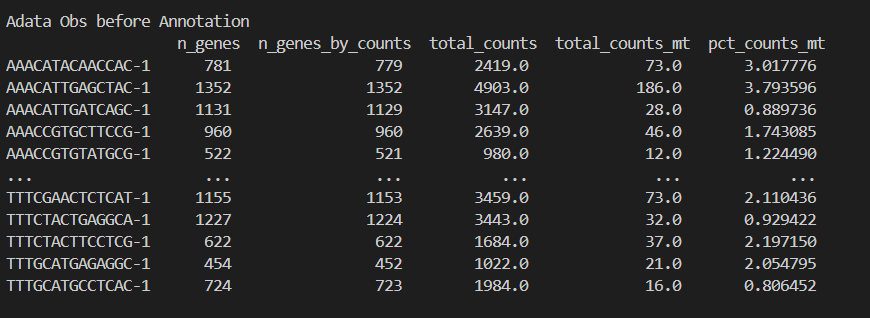 Adata Obs before Annotation
n_genes n_genes_by_counts total_counts total_counts_mt pct_counts_mt
AAACATACAACCAC-1 781 779 2419.0 73.0 3.017776
AAACATTGAGCTAC-1 1352 1352 4903.0 186.0 3.793596
AAACATTGATCAGC-1 1131 1129 3147.0 28.0 0.889736
AAACCGTGCTTCCG-1 960 960 2639.0 46.0 1.743085
AAACCGTGTATGCG-1 522 521 980.0 12.0 1.224490
... ... ... ... ... ...
TTTCGAACTCTCAT-1 1155 1153 3459.0 73.0 2.110436
TTTCTACTGAGGCA-1 1227 1224 3443.0 32.0 0.929422
TTTCTACTTCCTCG-1 622 622 1684.0 37.0 2.197150
TTTGCATGAGAGGC-1 454 452 1022.0 21.0 2.054795
TTTGCATGCCTCAC-1 724 723 1984.0 16.0 0.806452